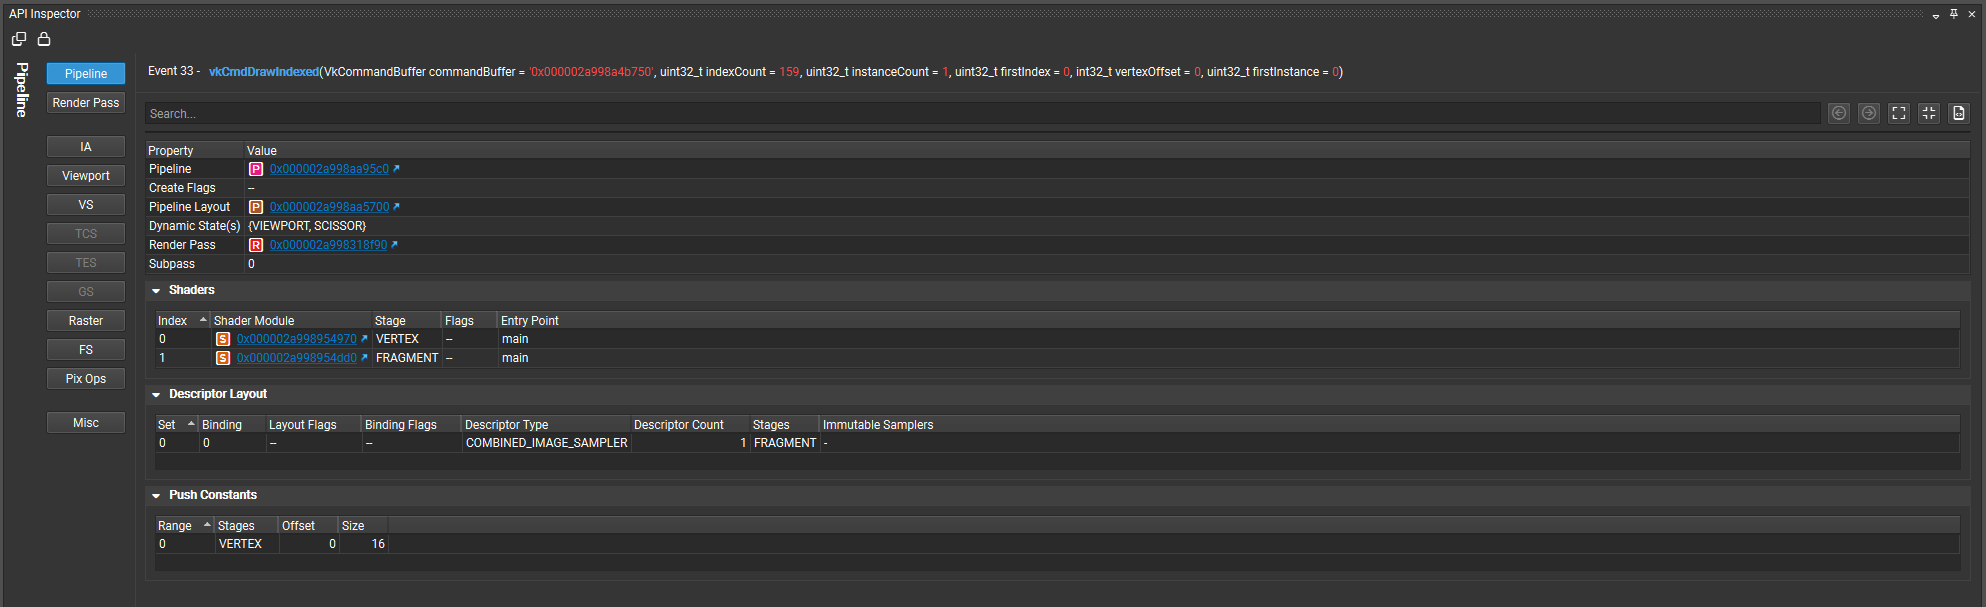 API Inspector
Pipeline
Pipeline
Render Pass
IA
Viewport
VS
TCS
TES
GS
Raster
FS
Pix Ops
Misc
Event 33 - vkCmdDrawIndexed(VkCommandBuffer commandBuffer = '0x000002a998a4b750', uint32_t indexCount = 159, uint32_t instanceCount = 1, uint32_t firstIndex = 0, int32_t vertexOffset = 0, uint32_t firstInstance = 0)
Search...
Property Value
Pipeline P 0x000002a998aa95c0
Create Flags --
Pipeline Layout P 0x000002a998aa5700
Dynamic State(s) {VIEWPORT, SCISSOR}
Render Pass R 0x000002a998318f90
Subpass 0
Shaders
Index Shader Module Stage Flags Entry Point
0 S 0x000002a998954970 VERTEX -- main
1 S 0x000002a998954dd0 FRAGMENT -- main
Descriptor Layout
Set Binding Layout Flags Binding Flags Descriptor Type Descriptor Count Stages Immutable Samplers
0 0 -- -- COMBINED_IMAGE_SAMPLER 1 FRAGMENT -
Push Constants
Range Stages Offset Size
0 VERTEX 0 16